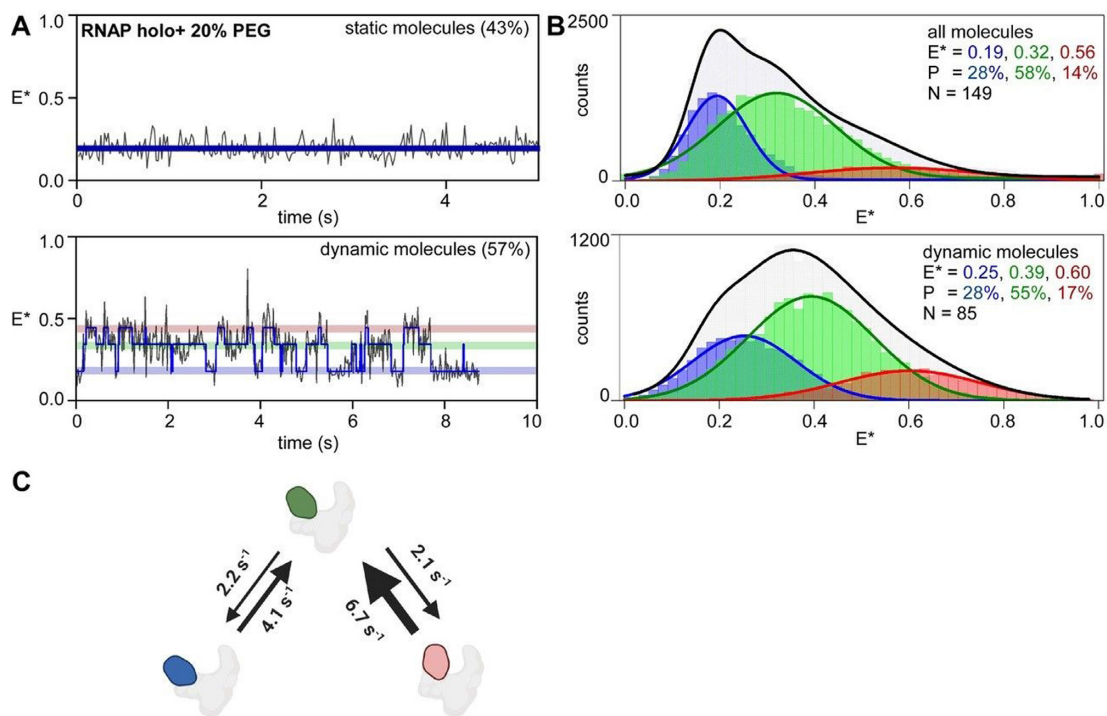 A
1.0
RNAP holo+ 20% PEG
static molecules (43%)
E* 0.5
0.0
0 2 4
time (s)
1.0
dynamic molecules (57%)
E* 0.5
0.0
0 2 4 6 8 10
time (s)
B
2500
all molecules
E* = 0.19, 0.32, 0.56
P = 28%, 58%, 14%
N = 149
counts
0
0.0 0.2 0.4 0.6 0.8 1.0
E*
1200
dynamic molecules
E* = 0.25, 0.39, 0.60
P = 28%, 55%, 17%
N = 85
counts
0
0.0 0.2 0.4 0.6 0.8 1.0
E*
C
2.2 s⁻¹
4.1 s⁻¹
2.1 s⁻¹
6.7 s⁻¹